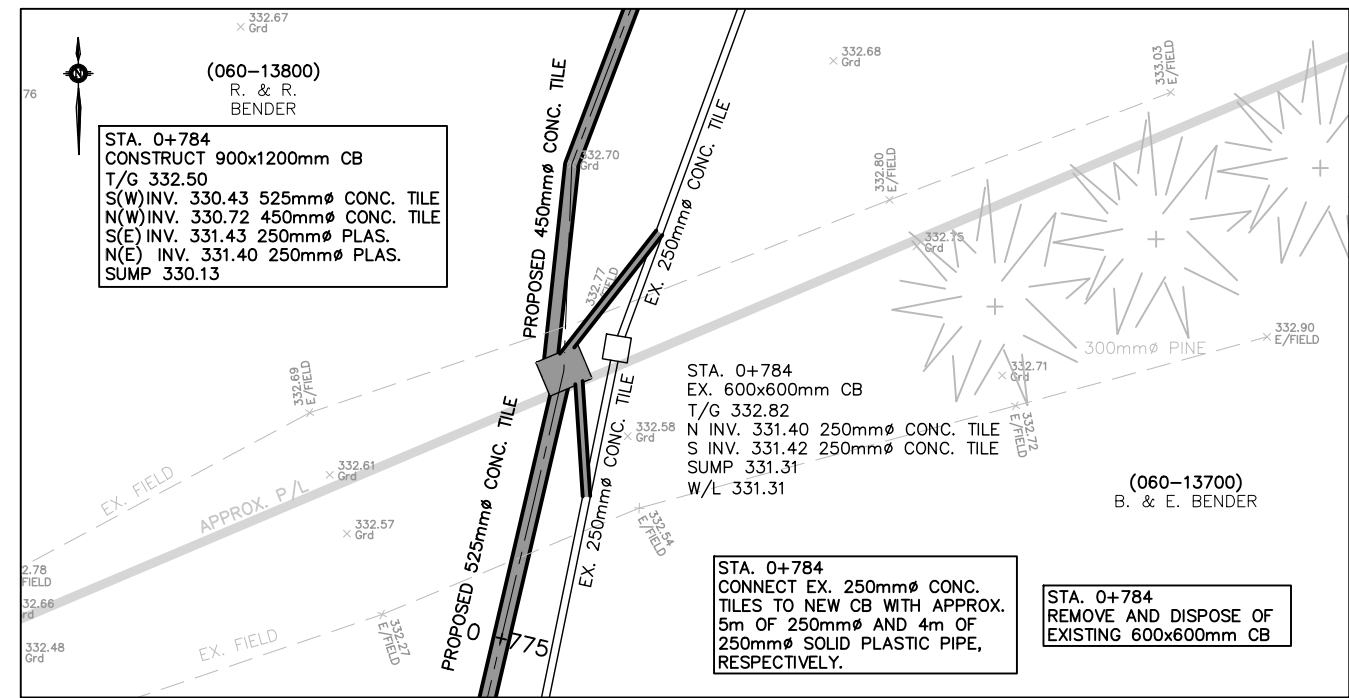 332.67
Grd
76
N
(060-13800)
R. & R.
BENDER
STA. 0+784
CONSTRUCT 900x1200mm CB
T/G 332.50
S(W)INV. 330.43 525mmø CONC. TILE
N(W)INV. 330.72 450mmø CONC. TILE
S(E) INV. 331.43 250mmø PLAS.
N(E) INV. 331.40 250mmø PLAS.
SUMP 330.13
PROPOSED 450mmø CONC. TILE
332.70
Grd
EX. 250mmø CONC. TILE
332.77
E/FIELD
332.68
Grd
333.03
E/FIELD
332.80
E/FIELD
332.75
Grd
332.90
E/FIELD
300mmø PINE
332.71
Grd
332.72
E/FIELD
332.69
E/FIELD
STA. 0+784
EX. 600x600mm CB
T/G 332.82
N INV. 331.40 250mmø CONC. TILE
S INV. 331.42 250mmø CONC. TILE
SUMP 331.31
W/L 331.31
332.58
Grd
332.61
Grd
EX. FIELD
APPROX. P/L
332.57
Grd
PROPOSED 525mmø CONC. TILE
EX. 250mmø CONC. TILE
332.54
E/FIELD
(060-13700)
B. & E. BENDER
2.78
FIELD
32.66
rd
332.48
Grd
EX. FIELD
332.27
E/FIELD
0+775
STA. 0+784
CONNECT EX. 250mmø CONC.
TILES TO NEW CB WITH APPROX.
5m OF 250mmø AND 4m OF
250mmø SOLID PLASTIC PIPE,
RESPECTIVELY.
STA. 0+784
REMOVE AND DISPOSE OF
EXISTING 600x600mm CB